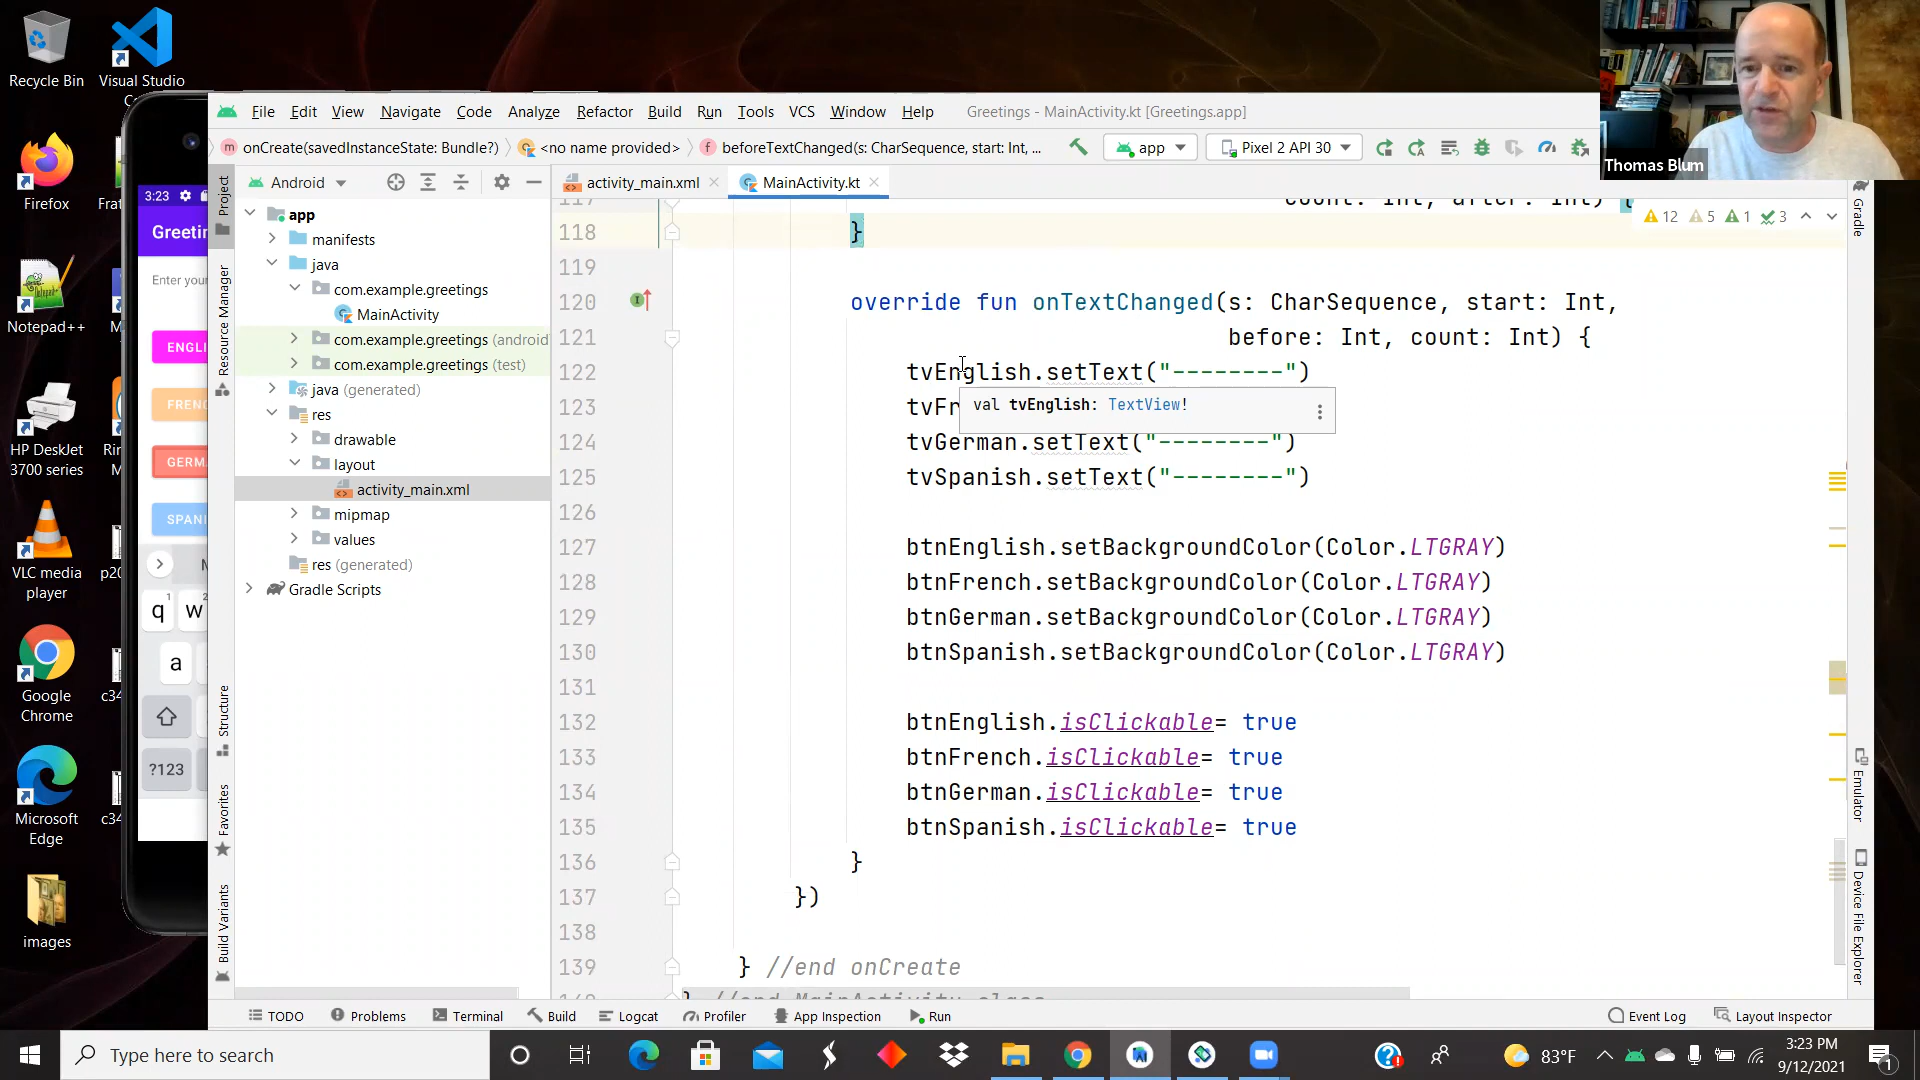 Recycle Bin
Visual Studio
Firefox
Notepad++
HP DeskJet
3700 series
VLC media
player
Google
Chrome
Microsoft
Edge
images
3:23
Greeti
Enter your
ENGLI
FRENC
GERMA
SPANI
q
w
a
?123
File Edit View Navigate Code Analyze Refactor Build Run Tools VCS Window Help
Greetings - MainActivity.kt [Greetings.app]
onCreate(savedInstanceState: Bundle?)
<no name provided>
beforeTextChanged(s: CharSequence, start: Int, ...
app
Pixel 2 API 30
Thomas Blum
Project
Resource Manager
Structure
Favorites
Build Variants
Android
app
manifests
java
com.example.greetings
MainActivity
com.example.greetings (android
com.example.greetings (test)
java (generated)
res
drawable
layout
activity_main.xml
mipmap
values
res (generated)
Gradle Scripts
activity_main.xml
MainActivity.kt
12 5 1 3
117 count: Int, after: Int) {
118 }
119
120 override fun onTextChanged(s: CharSequence, start: Int,
121 before: Int, count: Int) {
122 tvEnglish.setText("--------")
123 tvFr
val tvEnglish: TextView!
124 tvGerman.setText("--------")
125 tvSpanish.setText("--------")
126
127 btnEnglish.setBackgroundColor(Color.LTGRAY)
128 btnFrench.setBackgroundColor(Color.LTGRAY)
129 btnGerman.setBackgroundColor(Color.LTGRAY)
130 btnSpanish.setBackgroundColor(Color.LTGRAY)
131
132 btnEnglish.isClickable= true
133 btnFrench.isClickable= true
134 btnGerman.isClickable= true
135 btnSpanish.isClickable= true
136 }
137 })
138
139 } //end onCreate
} //end MainActivity class
Gradle
Emulator
Device File Explorer
TODO
Problems
Terminal
Build
Logcat
Profiler
App Inspection
Run
Event Log
Layout Inspector
Type here to search
83°F
3:23 PM
9/12/2021
1